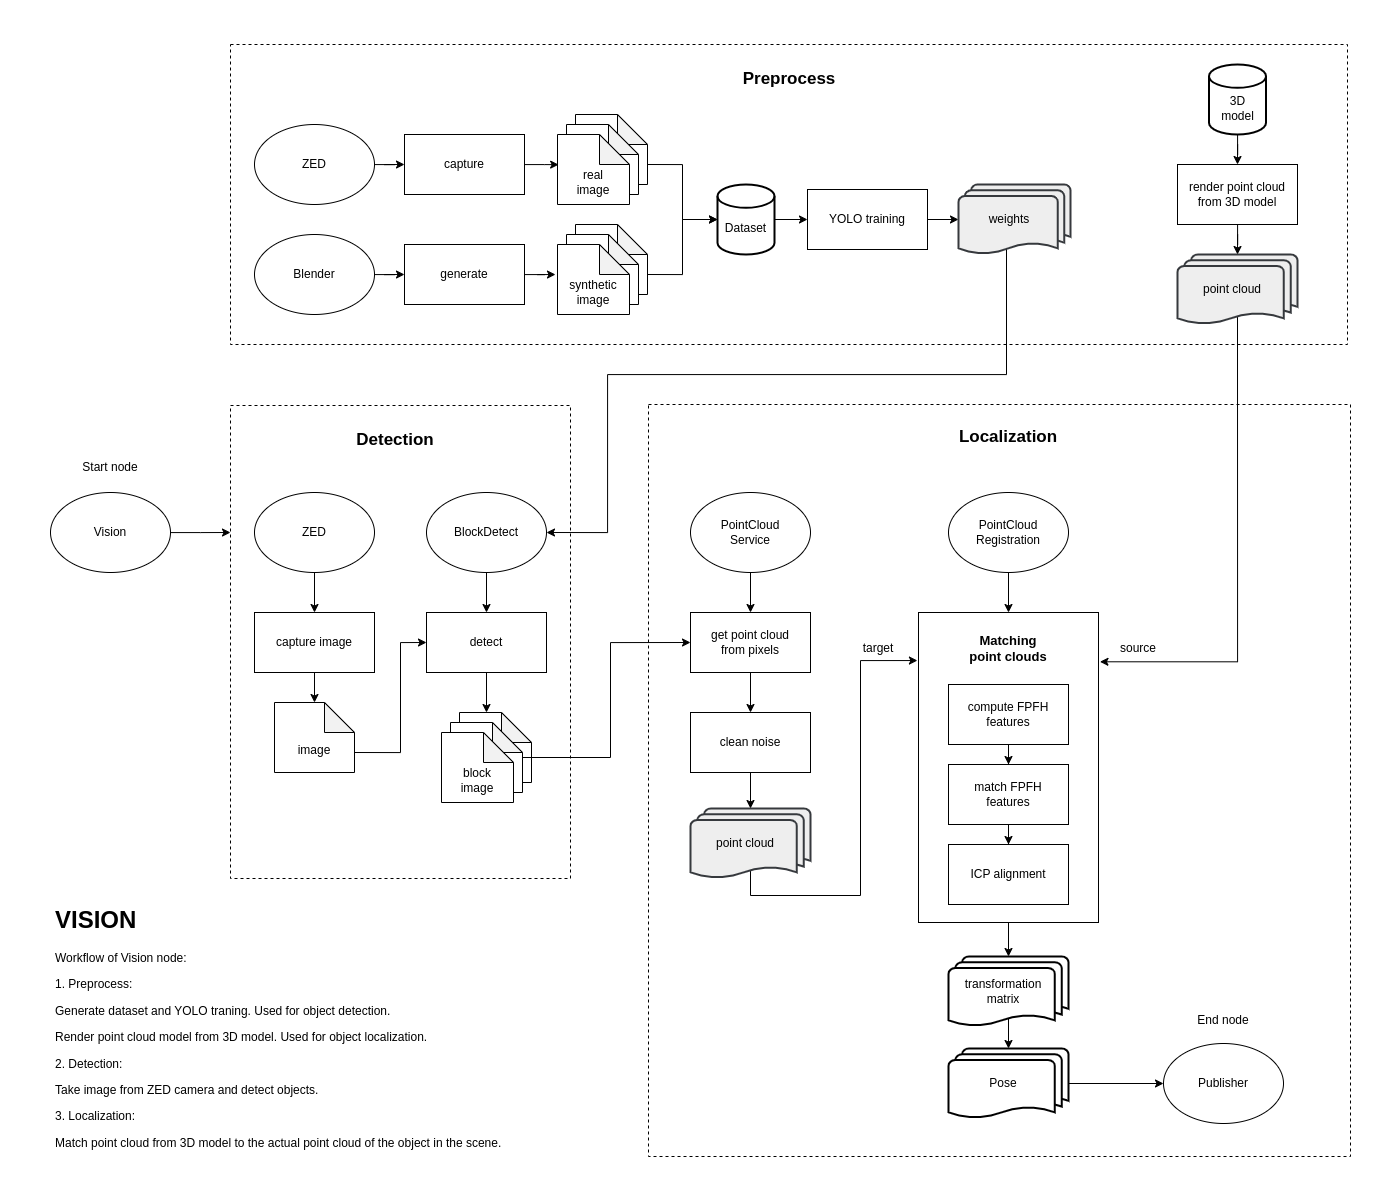 Preprocess
3D
model
ZED
capture
real
image
render point cloud
from 3D model
Dataset
YOLO training
weights
Blender
generate
synthetic
image
point cloud
Detection
Localization
Start node
Vision
ZED
BlockDetect
PointCloud
Service
PointCloud
Registration
capture image
detect
get point cloud
from pixels
target
Matching
point clouds
source
compute FPFH
features
image
clean noise
block
image
match FPFH
features
point cloud
ICP alignment
VISION
Workflow of Vision node:
1. Preprocess:
Generate dataset and YOLO traning. Used for object detection.
Render point cloud model from 3D model. Used for object localization.
2. Detection:
Take image from ZED camera and detect objects.
3. Localization:
Match point cloud from 3D model to the actual point cloud of the object in the scene.
transformation
matrix
End node
Pose
Publisher